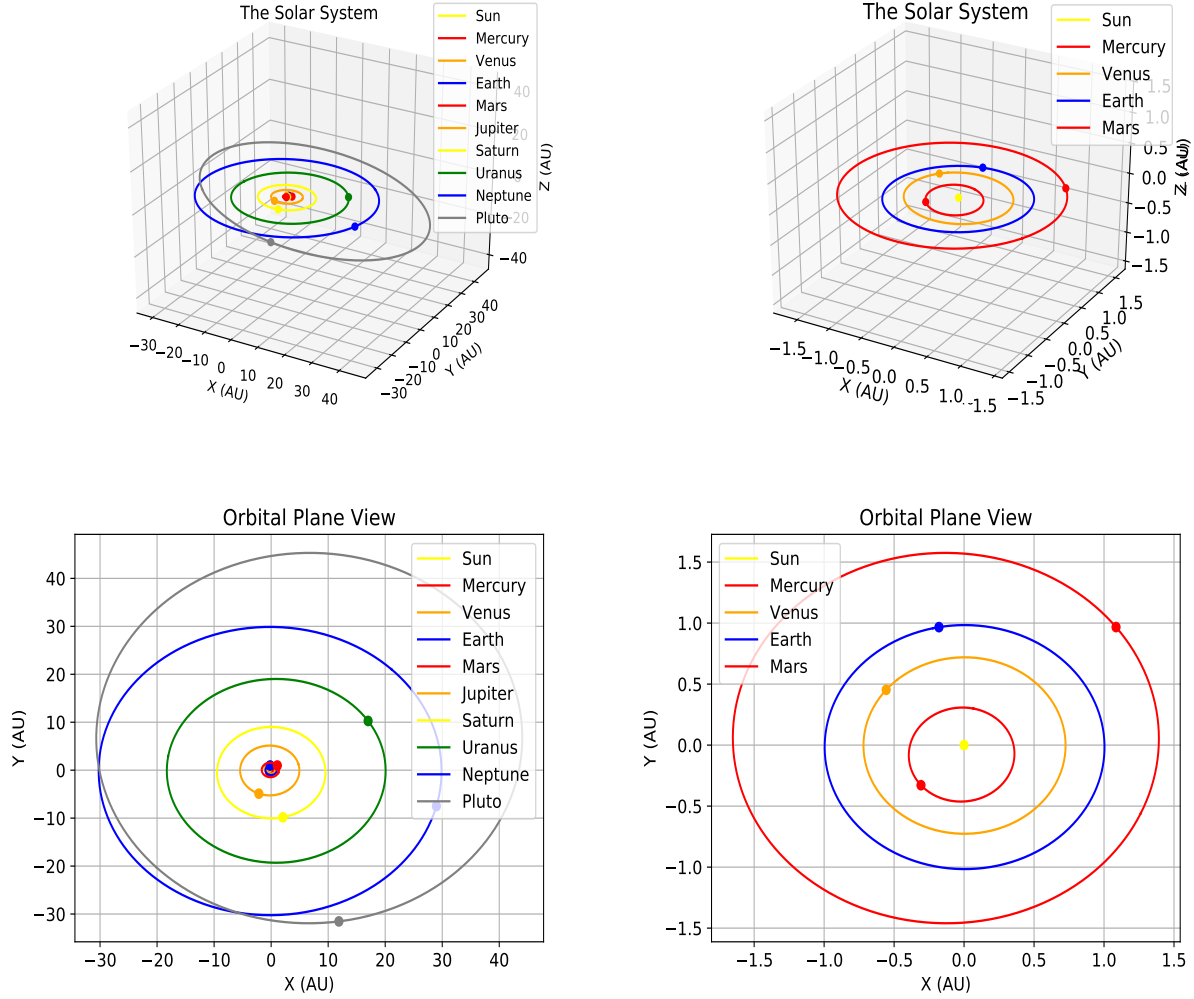 The Solar System
Sun
Mercury
Venus
Earth
Mars
Jupiter
Saturn
Uranus
Neptune
Pluto
40
20
−20
−40
Z (AU)
−30 −20 −10 0 10 20 30 40
X (AU)
−30 −20 −10 0 10 20 30 40
Y (AU)
The Solar System
Sun
Mercury
Venus
Earth
Mars
1.5
1.0
0.5
0.0
−0.5
−1.0
−1.5
−1.5 −1.0 −0.5 0.0 0.5 1.0
X (AU)
−1.5 −1.0 −0.5 0.0 0.5 1.0 1.5
Y (AU)
Orbital Plane View
Sun
Mercury
Venus
Earth
Mars
Jupiter
Saturn
Uranus
Neptune
Pluto
40
30
20
10
0
−10
−20
−30
Y (AU)
−30 −20 −10 0 10 20 30 40
X (AU)
Orbital Plane View
Sun
Mercury
Venus
Earth
Mars
1.5
1.0
0.5
0.0
−0.5
−1.0
−1.5
Y (AU)
−1.5 −1.0 −0.5 0.0 0.5 1.0 1.5
X (AU)